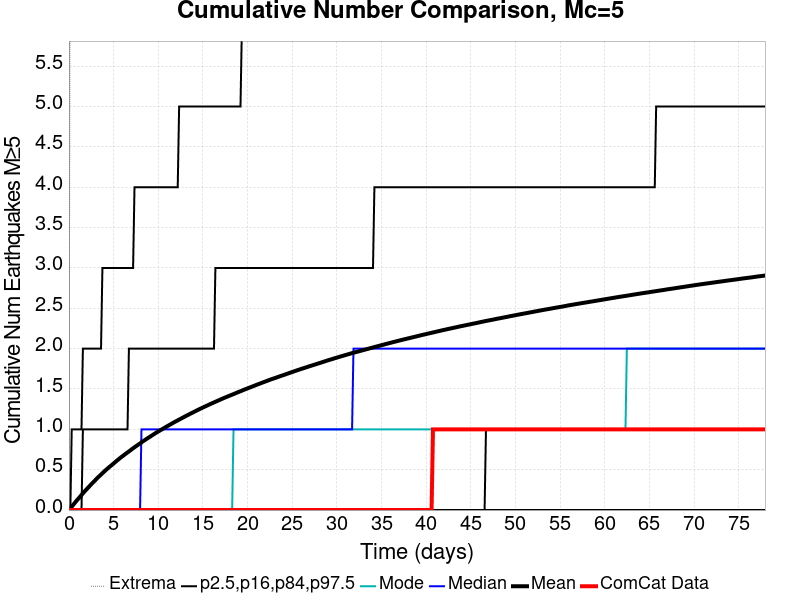 Cumulative Number Comparison, Mc=5
Cumulative Num Earthquakes M≥5
5.5
5.0
4.5
4.0
3.5
3.0
2.5
2.0
1.5
1.0
0.5
0.0
0 5 10 15 20 25 30 35 40 45 50 55 60 65 70 75
Time (days)
Extrema p2.5,p16,p84,p97.5 Mode Median Mean ComCat Data